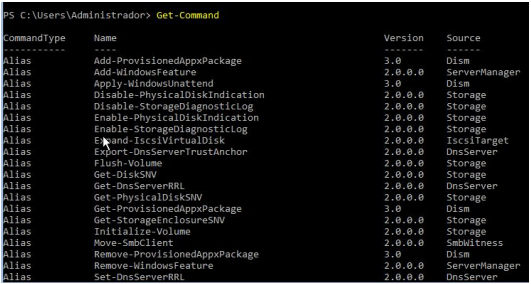 PS C:\Users\Administrador> Get-Command
CommandType Name Version Source
----------- ---- ------- ------
Alias Add-ProvisionedAppxPackage 3.0 Dism
Alias Add-WindowsFeature 2.0.0.0 ServerManager
Alias Apply-WindowsUnattend 3.0 Dism
Alias Disable-PhysicalDiskIndication 2.0.0.0 Storage
Alias Disable-StorageDiagnosticLog 2.0.0.0 Storage
Alias Enable-PhysicalDiskIndication 2.0.0.0 Storage
Alias Enable-StorageDiagnosticLog 2.0.0.0 Storage
Alias Expand-IscsiVirtualDisk 2.0.0.0 IscsiTarget
Alias Export-DnsServerTrustAnchor 2.0.0.0 DnsServer
Alias Flush-Volume 2.0.0.0 Storage
Alias Get-DiskSNV 2.0.0.0 Storage
Alias Get-DnsServerRRL 2.0.0.0 DnsServer
Alias Get-PhysicalDiskSNV 2.0.0.0 Storage
Alias Get-ProvisionedAppxPackage 3.0 Dism
Alias Get-StorageEnclosureSNV 2.0.0.0 Storage
Alias Initialize-Volume 2.0.0.0 Storage
Alias Move-SmbClient 2.0.0.0 SmbWitness
Alias Remove-ProvisionedAppxPackage 3.0 Dism
Alias Remove-WindowsFeature 2.0.0.0 ServerManager
Alias Set-DnsServerRRL 2.0.0.0 DnsServer